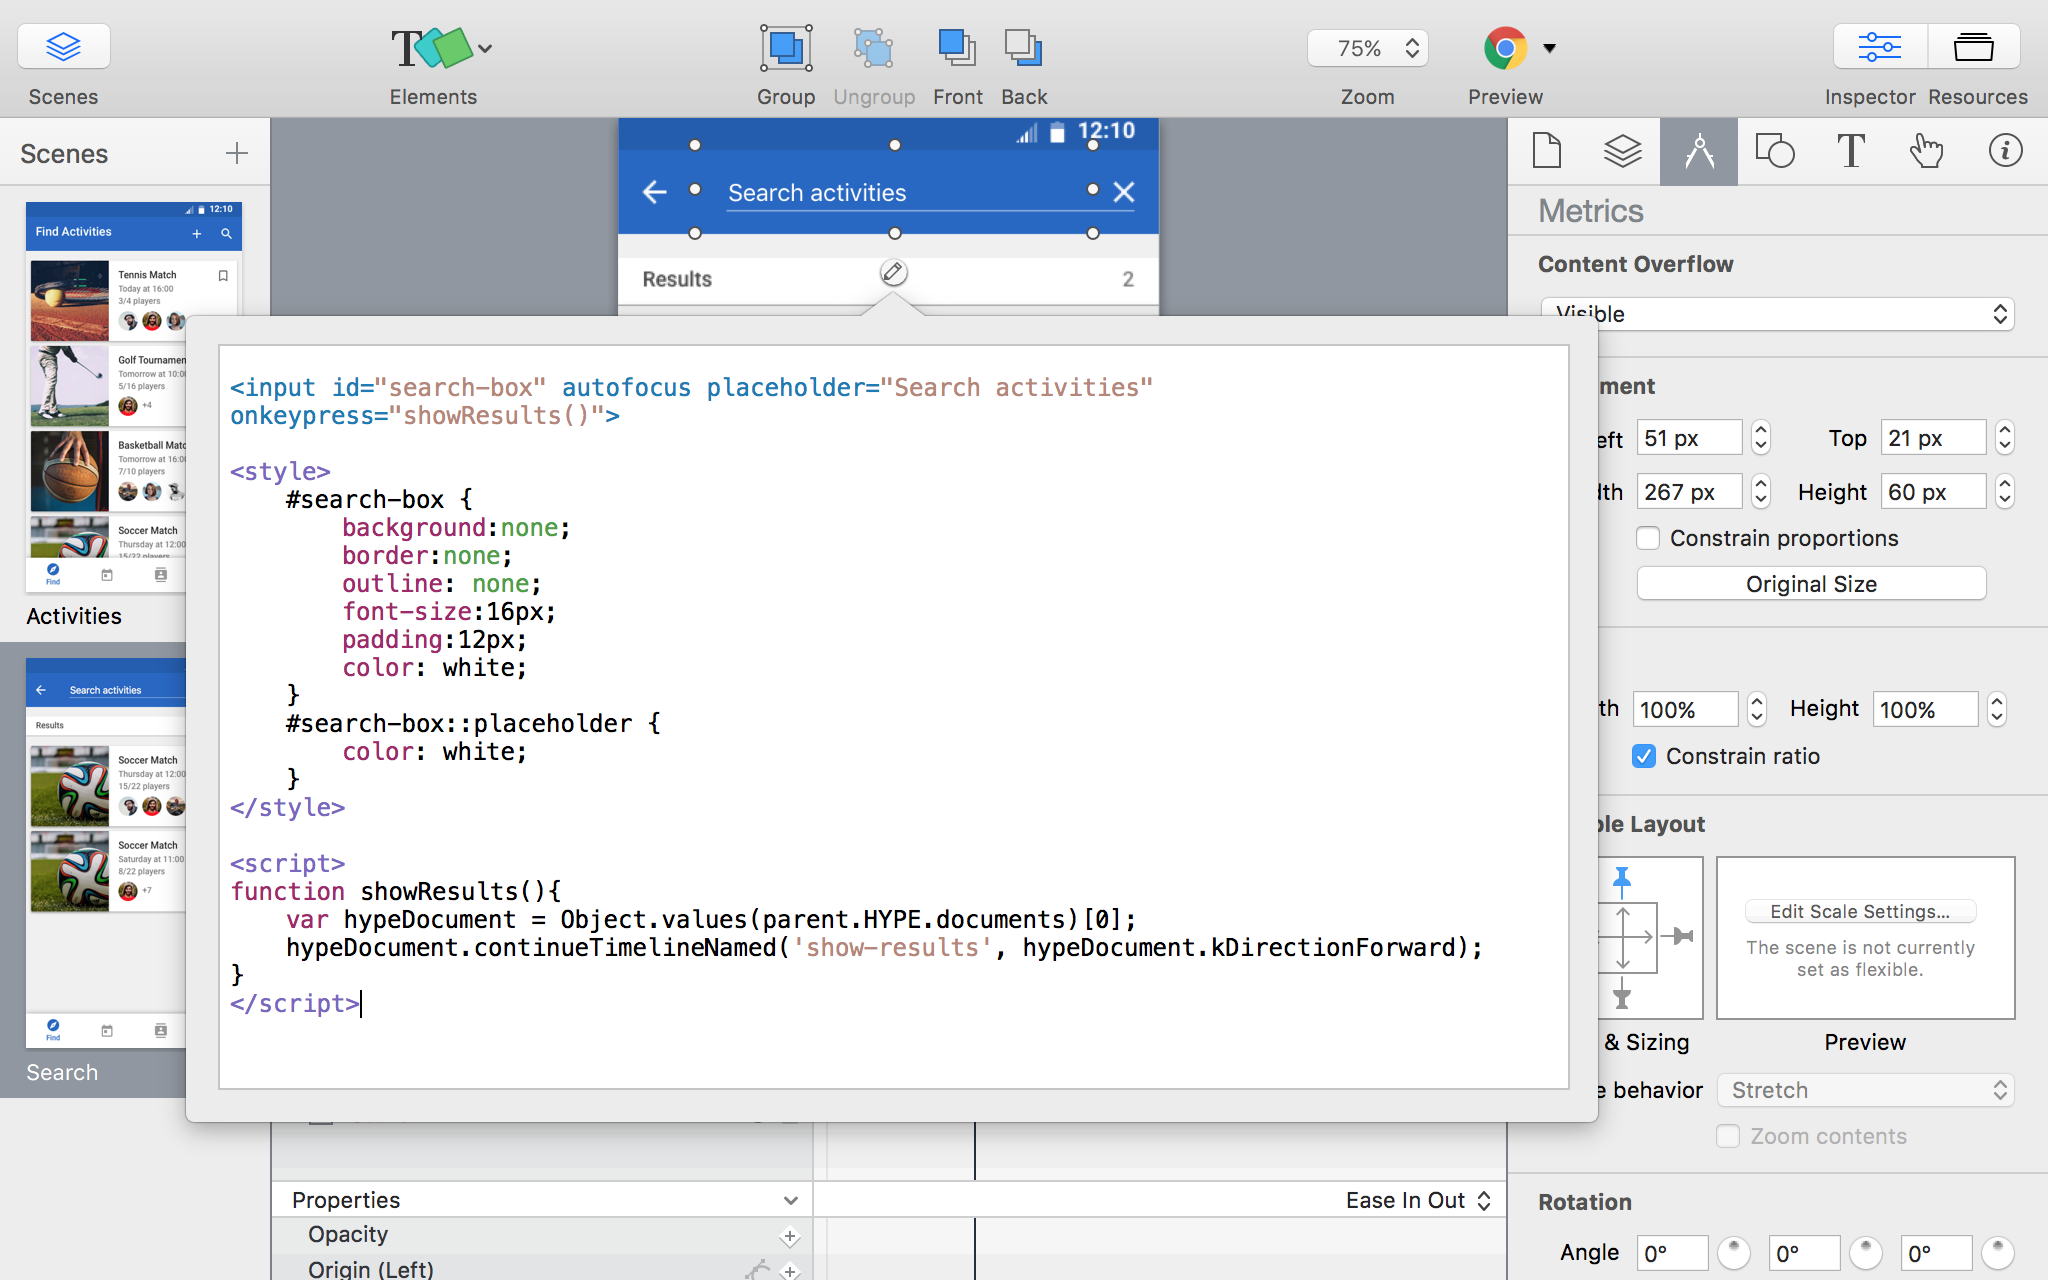 Scenes
Elements
Group
Ungroup
Front
Back
75%
Zoom
Preview
Inspector
Resources
Scenes
12:10
Find Activities
Tennis Match
Today at 16:00
3/4 players
Golf Tournamen
Tomorrow at 10:0
5/16 players
+4
Basketball Matc
Tomorrow at 16:0
7/10 players
Soccer Match
Thursday at 12:00
15/22 players
Find
Activities
Search activities
Results
Soccer Match
Thursday at 12:00
15/22 players
Soccer Match
Saturday at 11:00
8/22 players
+7
Find
Search
12:10
Search activities
Results
2
<input id="search-box" autofocus placeholder="Search activities"
onkeypress="showResults()">
<style>
#search-box {
background:none;
border:none;
outline: none;
font-size:16px;
padding:12px;
color: white;
}
#search-box::placeholder {
color: white;
}
</style>
<script>
function showResults(){
var hypeDocument = Object.values(parent.HYPE.documents)[0];
hypeDocument.continueTimelineNamed('show-results', hypeDocument.kDirectionForward);
}
</script>
Properties
Ease In Out
Opacity
Origin (Left)
Metrics
Content Overflow
Visible
ment
eft 51 px Top 21 px
dth 267 px Height 60 px
Constrain proportions
Original Size
th 100% Height 100%
Constrain ratio
ble Layout
Edit Scale Settings...
The scene is not currently
set as flexible.
& Sizing
Preview
e behavior Stretch
Zoom contents
Rotation
Angle 0° 0° 0°